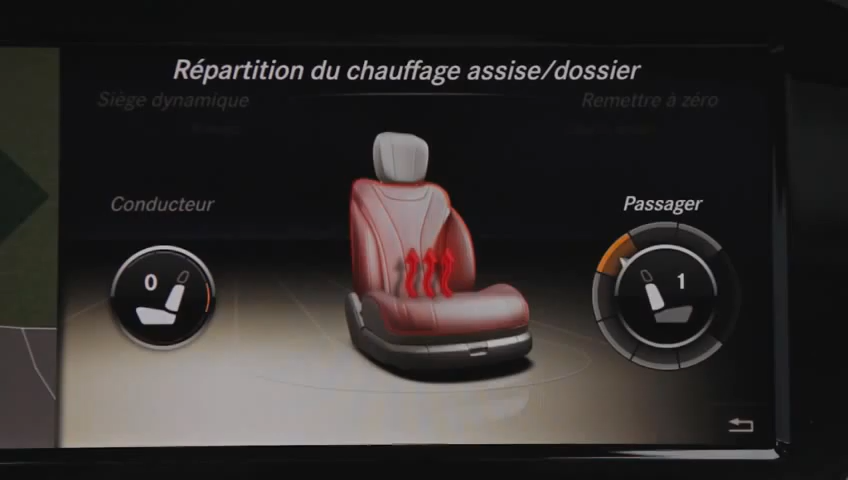 Répartition du chauffage assise/dossier
Siège dynamique
Remettre à zéro
Conducteur
Passager
0
1